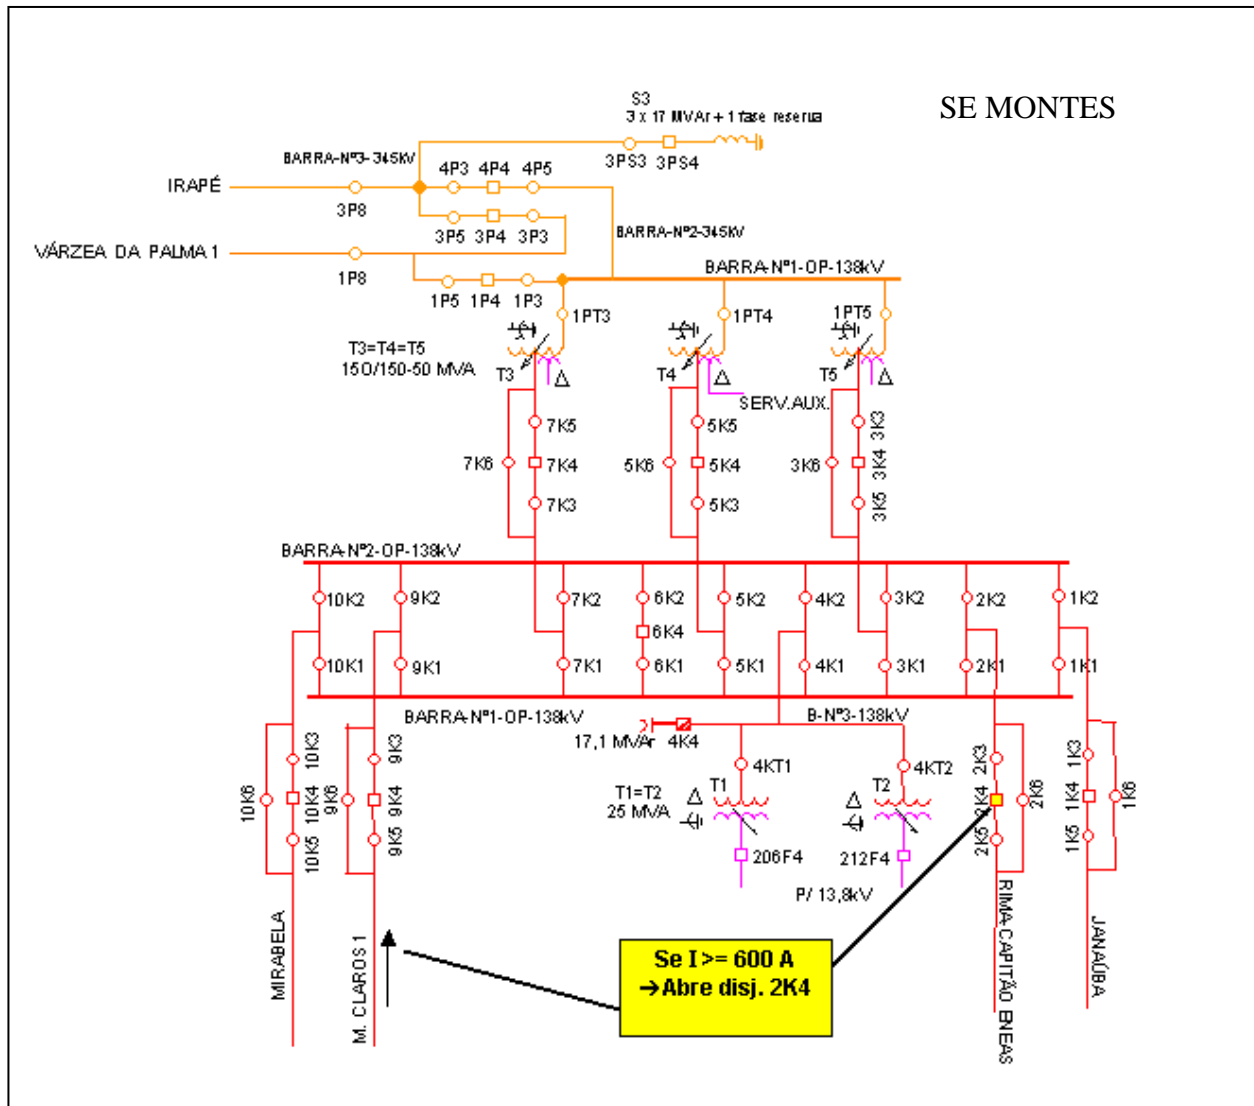 SE MONTES
S3
3 x 17 MVAr + 1 fase reserua
3PS3 3PS4
BARRA-Nº3-345kV
4P3 4P4 4P5
IRAPÉ
3P8
3P5 3P4 3P3
BARRA-Nº2-345kV
VÁRZEA DA PALMA 1
1P8
BARRA-Nº1-OP-138kV
1P5 1P4 1P3
1PT3
1PT4
1PT5
T3=T4=T5
150/150-50 MVA
T3
T4
T5
SERV.AUX.
7K5
5K5
3K3
7K6
7K4
5K6
5K4
3K6
3K4
7K3
5K3
3K5
BARRA-Nº2-OP-138kV
10K2
9K2
7K2
6K2
5K2
4K2
3K2
2K2
1K2
6K4
10K1
9K1
7K1
6K1
5K1
4K1
3K1
2K1
1K1
BARRA-Nº1-OP-138kV
B-Nº3-138kV
17,1 MVAr 4K4
10K3
9K3
2K3
1K3
4KT1
4KT2
T1=T2
25 MVA
T1
T2
10K6
10K4
9K6
9K4
2K4
2K6
1K4
1K6
10K5
9K5
2K5
1K5
206F4
212F4
P/ 13,8kV
MIRABELA
M. CLAROS 1
RIMA-CAPITÃO ENEAS
JANAÚBA
Se I >= 600 A
→Abre disj. 2K4